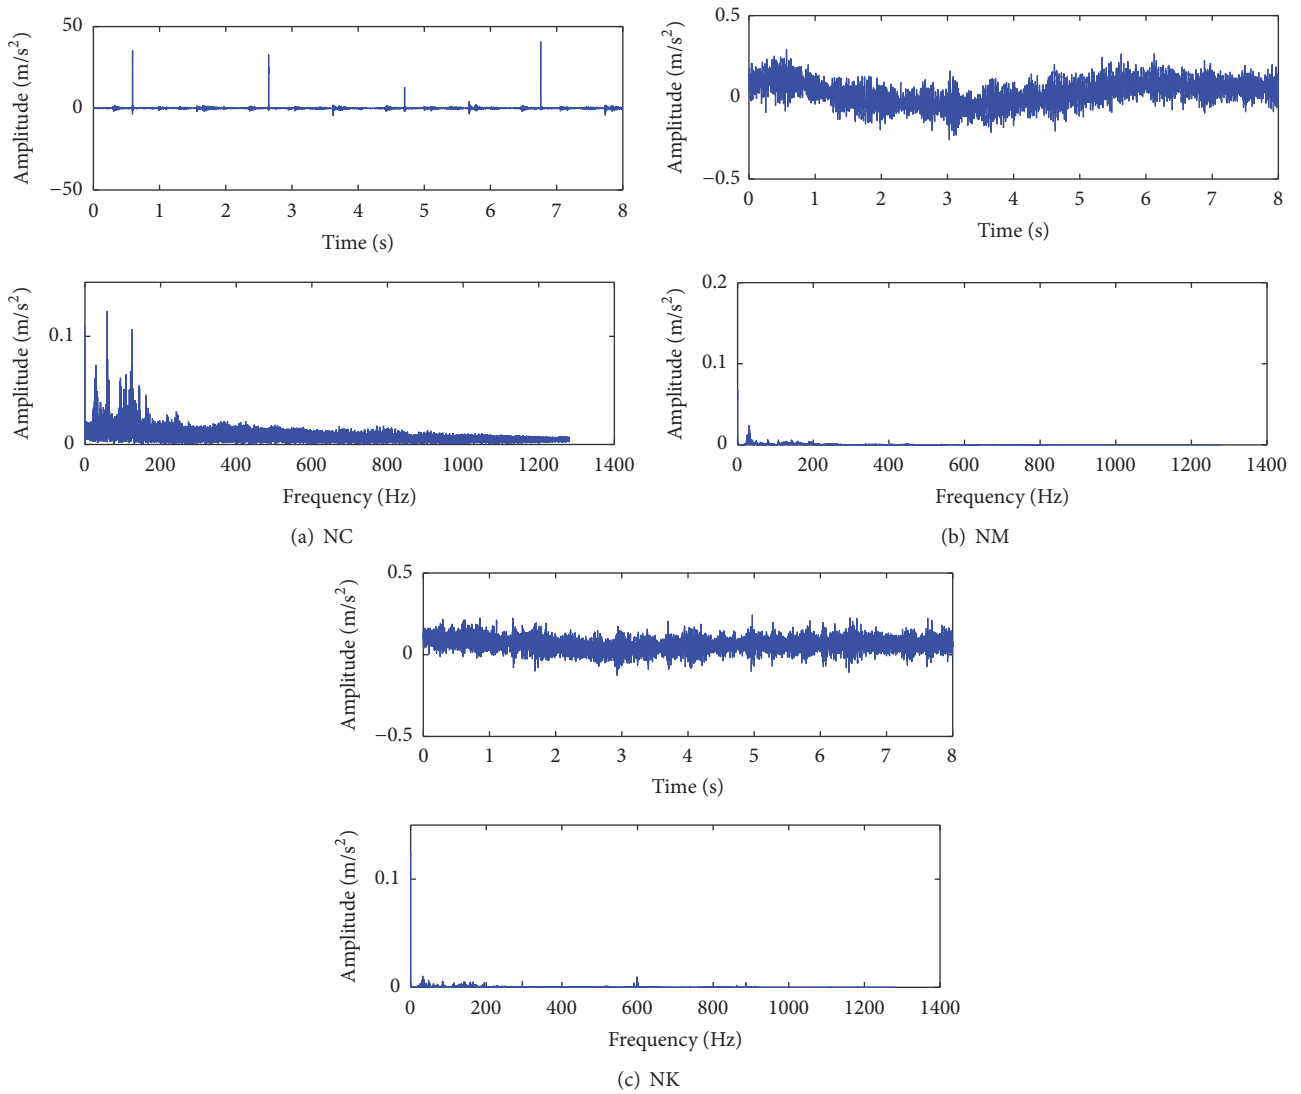 50
0
−50
Amplitude (m/s²)
0 1 2 3 4 5 6 7 8
Time (s)
0.1
0
Amplitude (m/s²)
0 200 400 600 800 1000 1200 1400
Frequency (Hz)
(a) NC
0.5
0
−0.5
Amplitude (m/s²)
0 1 2 3 4 5 6 7 8
Time (s)
0.2
0.1
0
Amplitude (m/s²)
0 200 400 600 800 1000 1200 1400
Frequency (Hz)
(b) NM
0.5
0
−0.5
Amplitude (m/s²)
0 1 2 3 4 5 6 7 8
Time (s)
0.1
0
Amplitude (m/s²)
0 200 400 600 800 1000 1200 1400
Frequency (Hz)
(c) NK